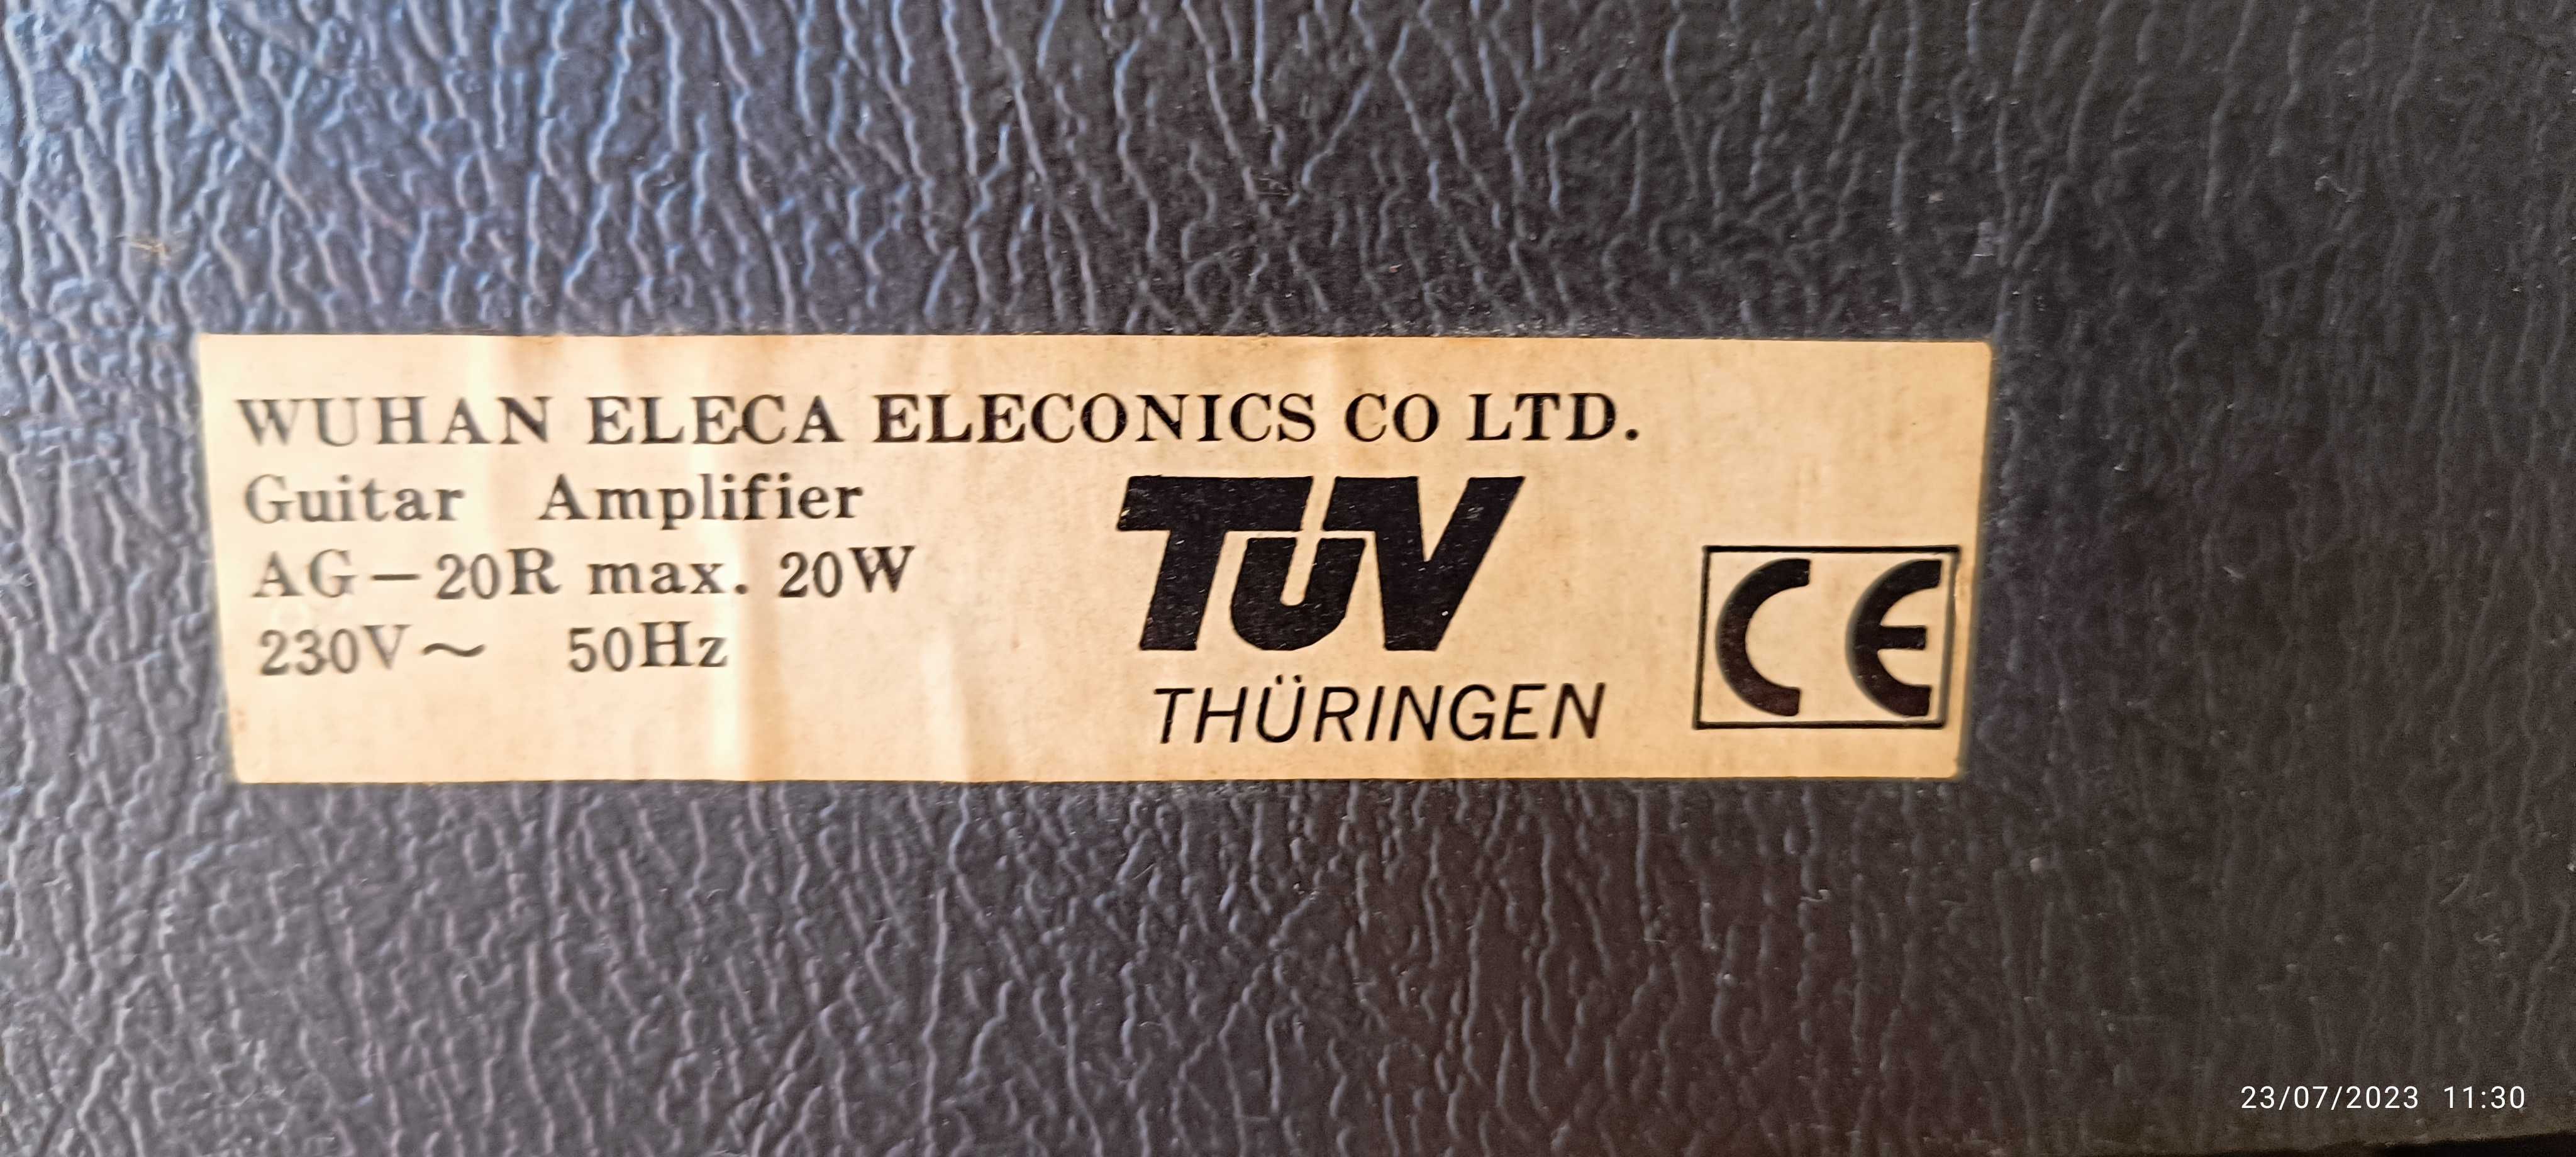 WUHAN ELECA ELECONICS CO LTD.
Guitar Amplifier
AG-20R max. 20W
230V~ 50Hz
TÜV
THÜRINGEN
CE
23/07/2023 11:30